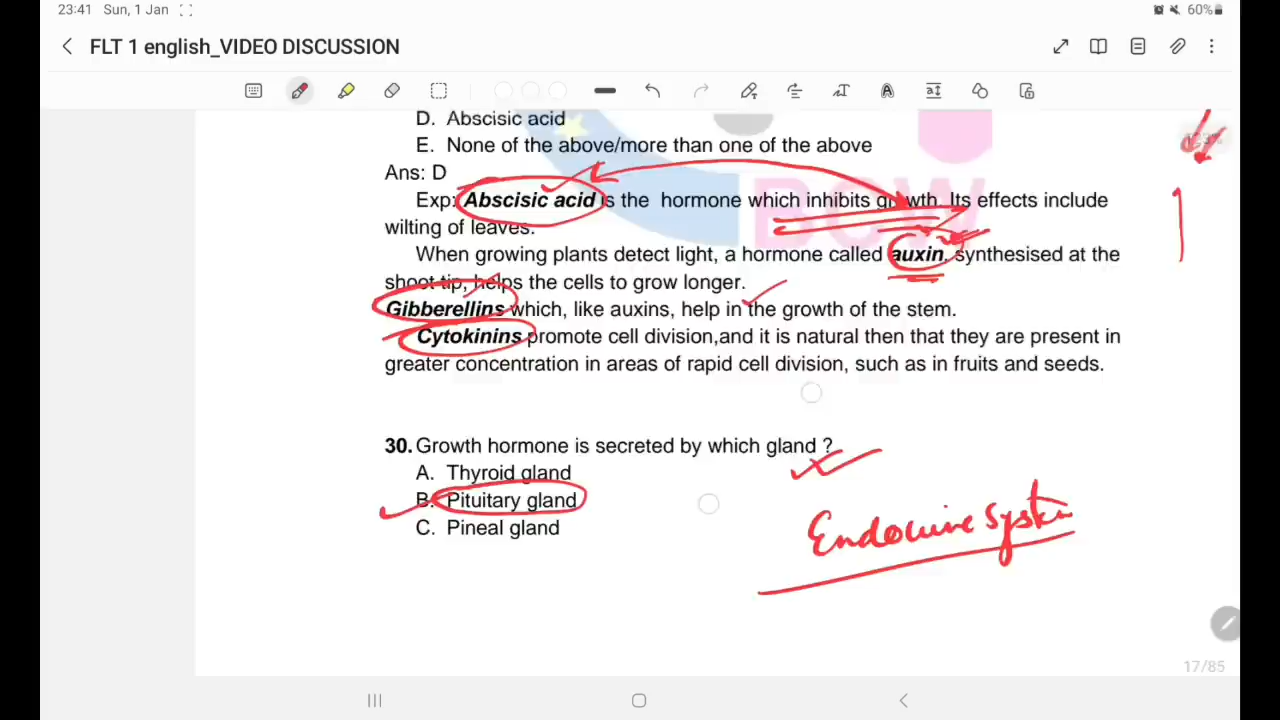 23:41 Sun, 1 Jan
60%
FLT 1 english_VIDEO DISCUSSION
D. Abscisic acid
E. None of the above/more than one of the above
Ans: D
Exp: Abscisic acid is the hormone which inhibits growth. Its effects include
wilting of leaves.
When growing plants detect light, a hormone called auxin, synthesised at the
shoot tip, helps the cells to grow longer.
Gibberellins which, like auxins, help in the growth of the stem.
Cytokinins promote cell division,and it is natural then that they are present in
greater concentration in areas of rapid cell division, such as in fruits and seeds.
30. Growth hormone is secreted by which gland ?
A. Thyroid gland
B. Pituitary gland
C. Pineal gland
Endocrine System
17/85